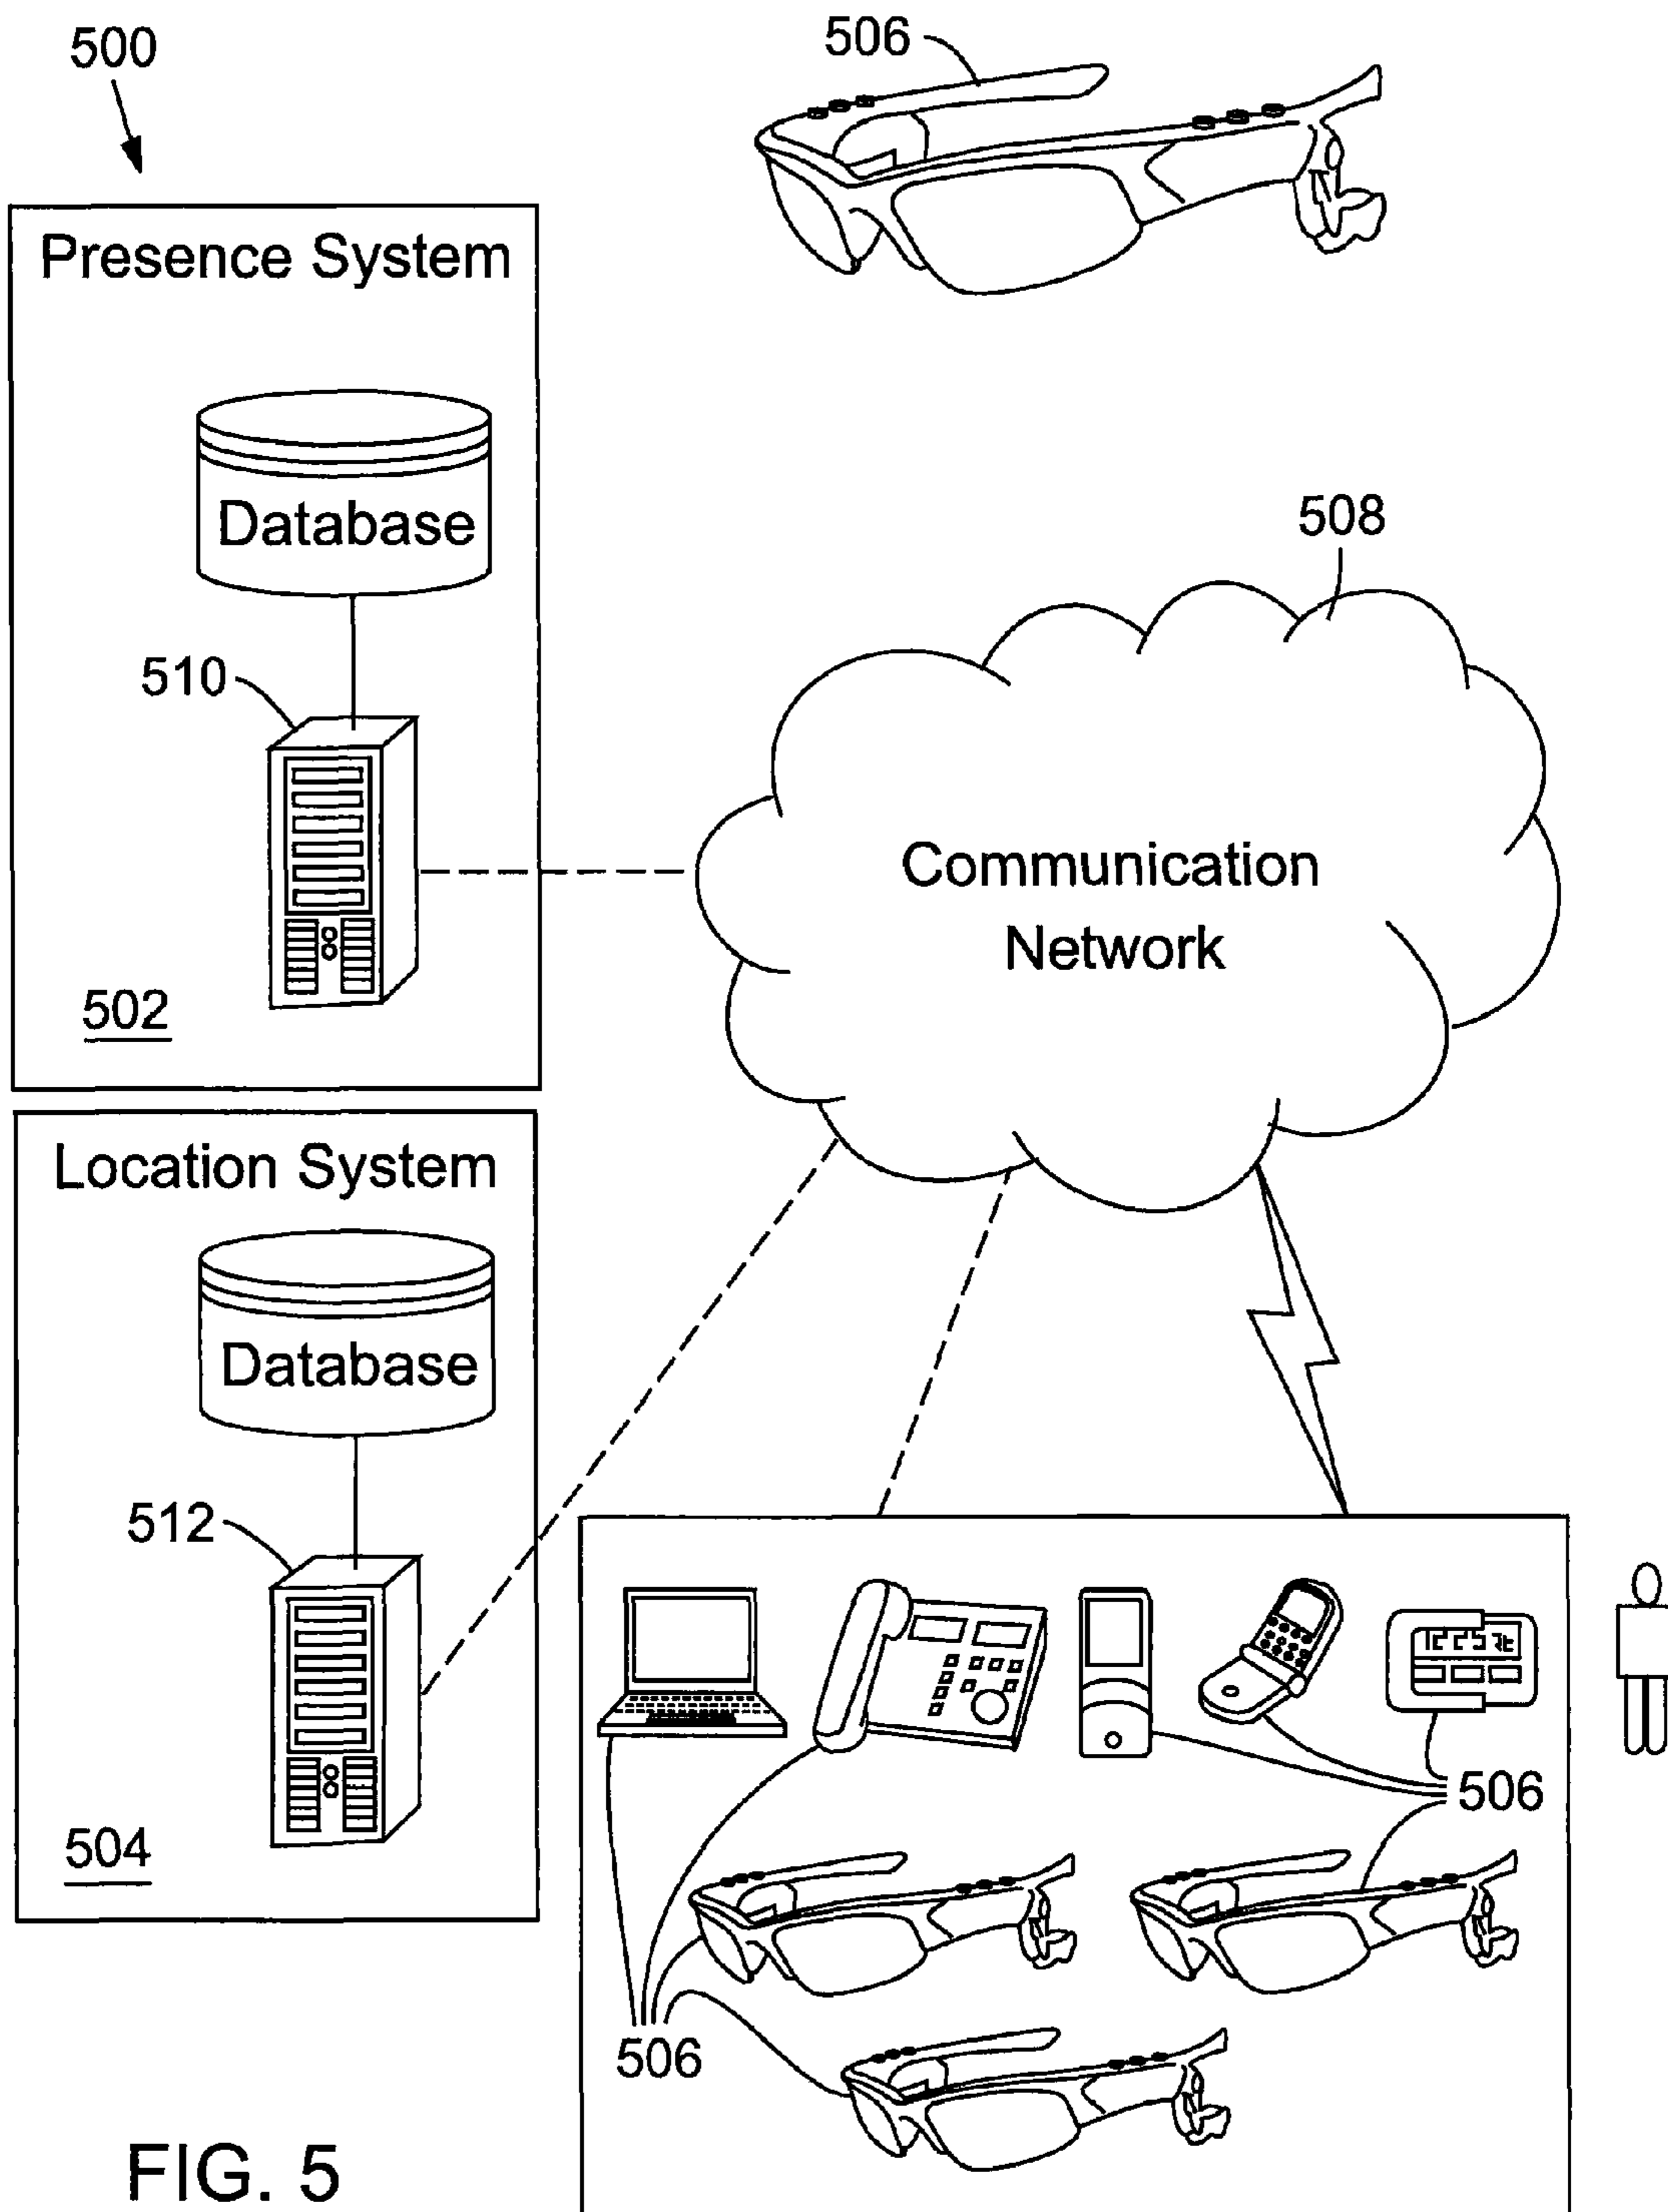 500
506
Presence System
Database
508
510
Communication
Network
502
Location System
Database
512
506
504
506
FIG. 5